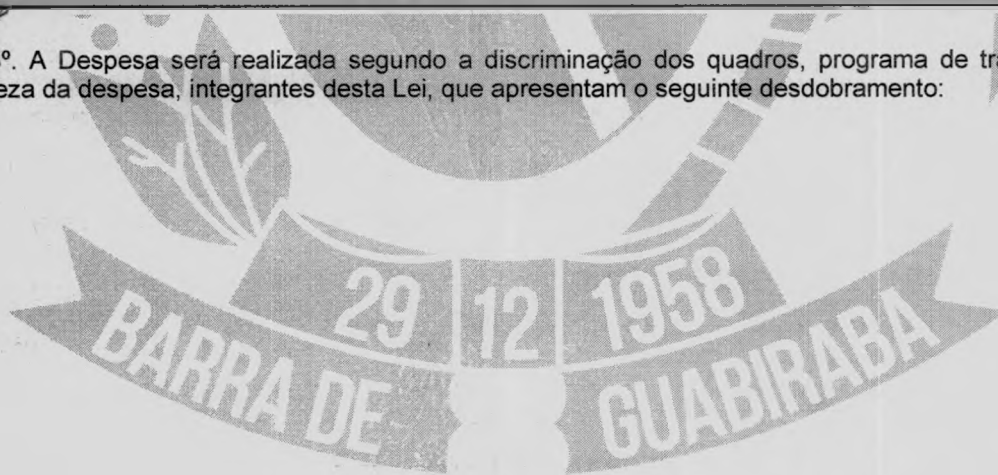 º. A Despesa será realizada segundo a discriminação dos quadros, programa de tra
eza da despesa, integrantes desta Lei, que apresentam o seguinte desdobramento:
29 12 1958
BARRA DE GUABIRABA